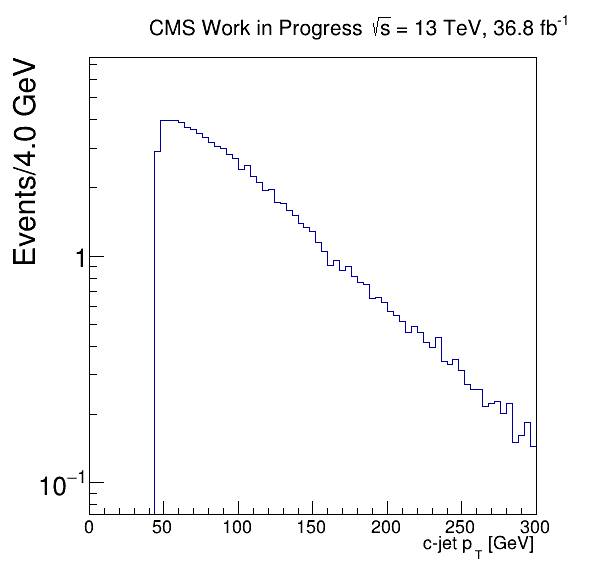 CMS Work in Progress √s = 13 TeV, 36.8 fb⁻¹
Events/4.0 GeV
1
10⁻¹
0 50 100 150 200 250 300
c-jet p_T [GeV]